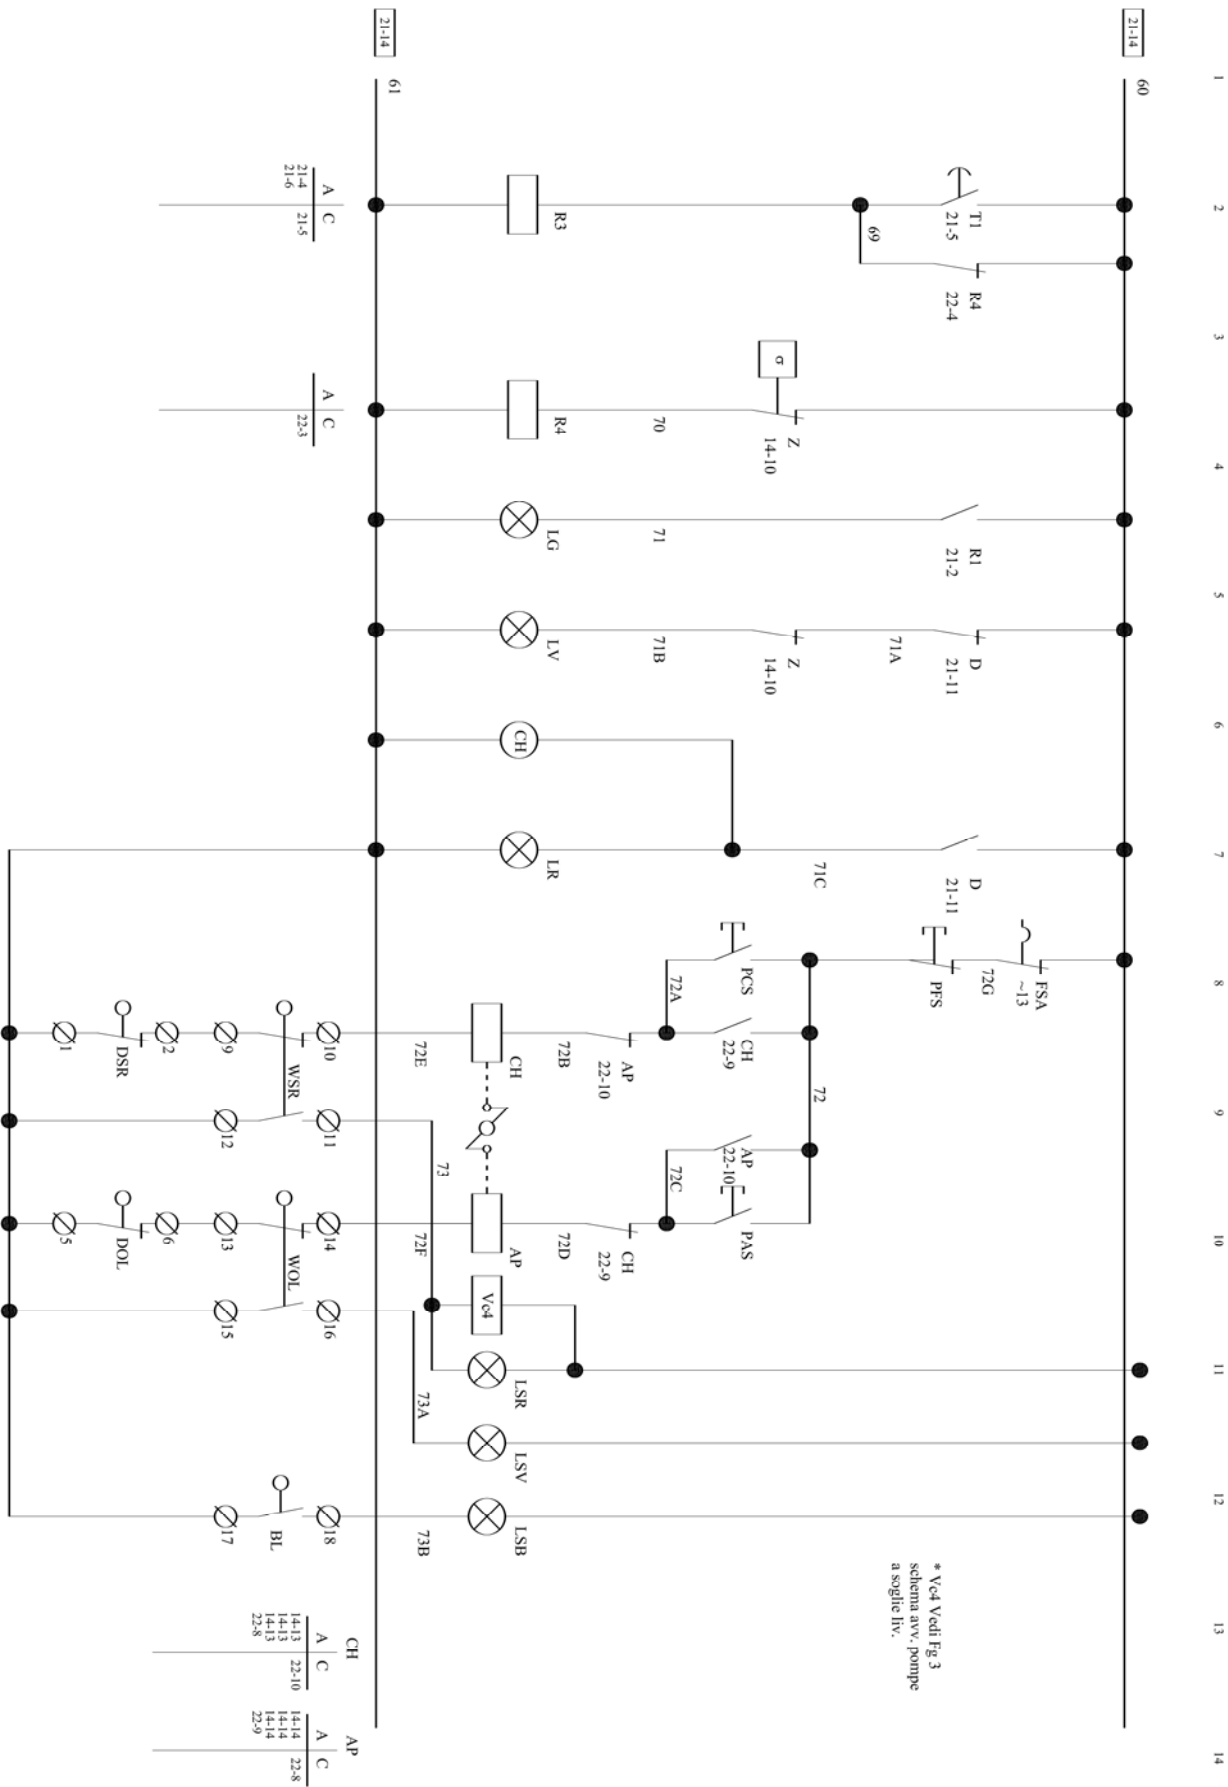 1
2
3
4
5
6
7
8
9
10
11
12
13
14
21-14
60
T1
21-5
R4
22-4
69
R3
σ
Z
14-10
70
R4
R1
21-2
71
LG
D
21-11
71A
Z
14-10
71B
LV
CH
D
21-11
71C
LR
FSA
~13
72G
PFS
72
PCS
72A
CH
22-9
AP
22-10
72B
CH
72E
AP
22-10
72C
PAS
CH
22-9
72D
AP
72F
73
Vc4
LSR
73A
LSV
LSB
73B
* Vc4 Vedi Fg 3
schema avv. pompe
a soglie liv.
21-14
61
A C
21-4 21-5
21-6
A C
22-3
10
WSR
9
2
DSR
1
11
12
14
WOL
13
6
DOL
5
16
15
18
BL
17
CH
A C
14-13 22-10
14-13
14-13
22-8
AP
A C
14-14 22-8
14-14
14-14
22-9